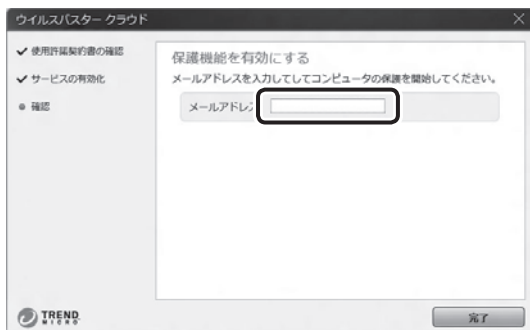 ウイルスバスター クラウド
✓ 使用許諾契約書の確認
✓ サービスの有効化
確認
保護機能を有効にする
メールアドレスを入力してしてコンピュータの保護を開始してください。
メールアドレ
TREND
MICRO
完了